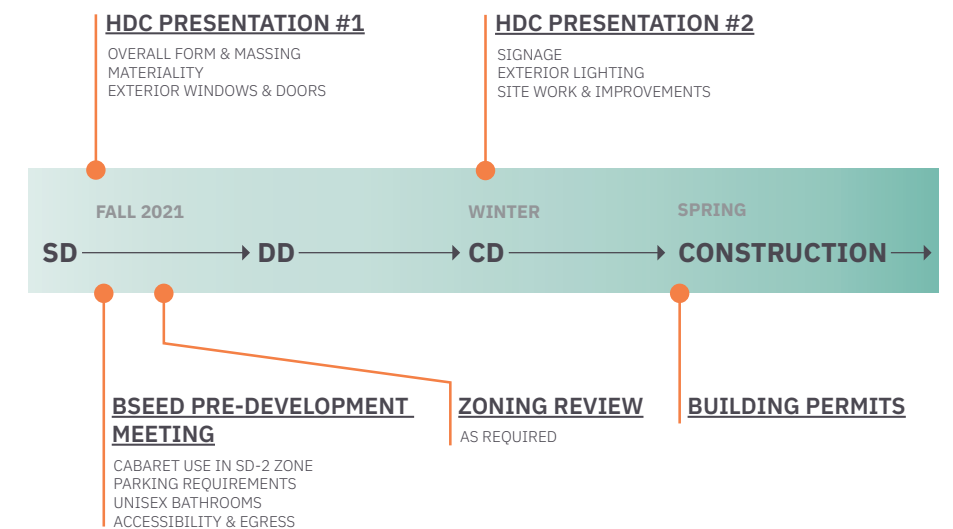 HDC PRESENTATION #1
OVERALL FORM & MASSING
MATERIALITY
EXTERIOR WINDOWS & DOORS
HDC PRESENTATION #2
SIGNAGE
EXTERIOR LIGHTING
SITE WORK & IMPROVEMENTS
FALL 2021
WINTER
SPRING
SD
DD
CD
CONSTRUCTION
BSEED PRE-DEVELOPMENT
MEETING
CABARET USE IN SD-2 ZONE
PARKING REQUIREMENTS
UNISEX BATHROOMS
ACCESSIBILITY & EGRESS
ZONING REVIEW
AS REQUIRED
BUILDING PERMITS